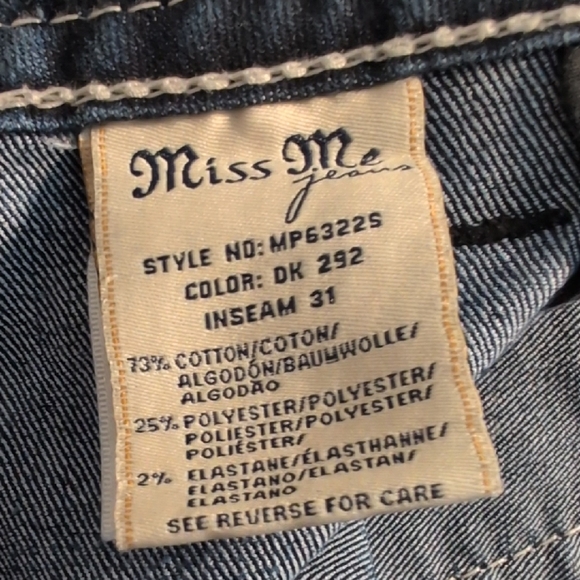 Miss Me
jeans
STYLE NO: MP6322S
COLOR: DK 292
INSEAM 31
73% COTTON/COTON/
ALGODÓN/BAUMWOLLE/
ALGODÃO
25% POLYESTER/POLYESTER/
POLIESTER/POLYESTER/
POLIÉSTER/
2% ELASTANE/ÉLASTHANNE/
ELASTANO/ELASTAN/
ELASTANO
SEE REVERSE FOR CARE